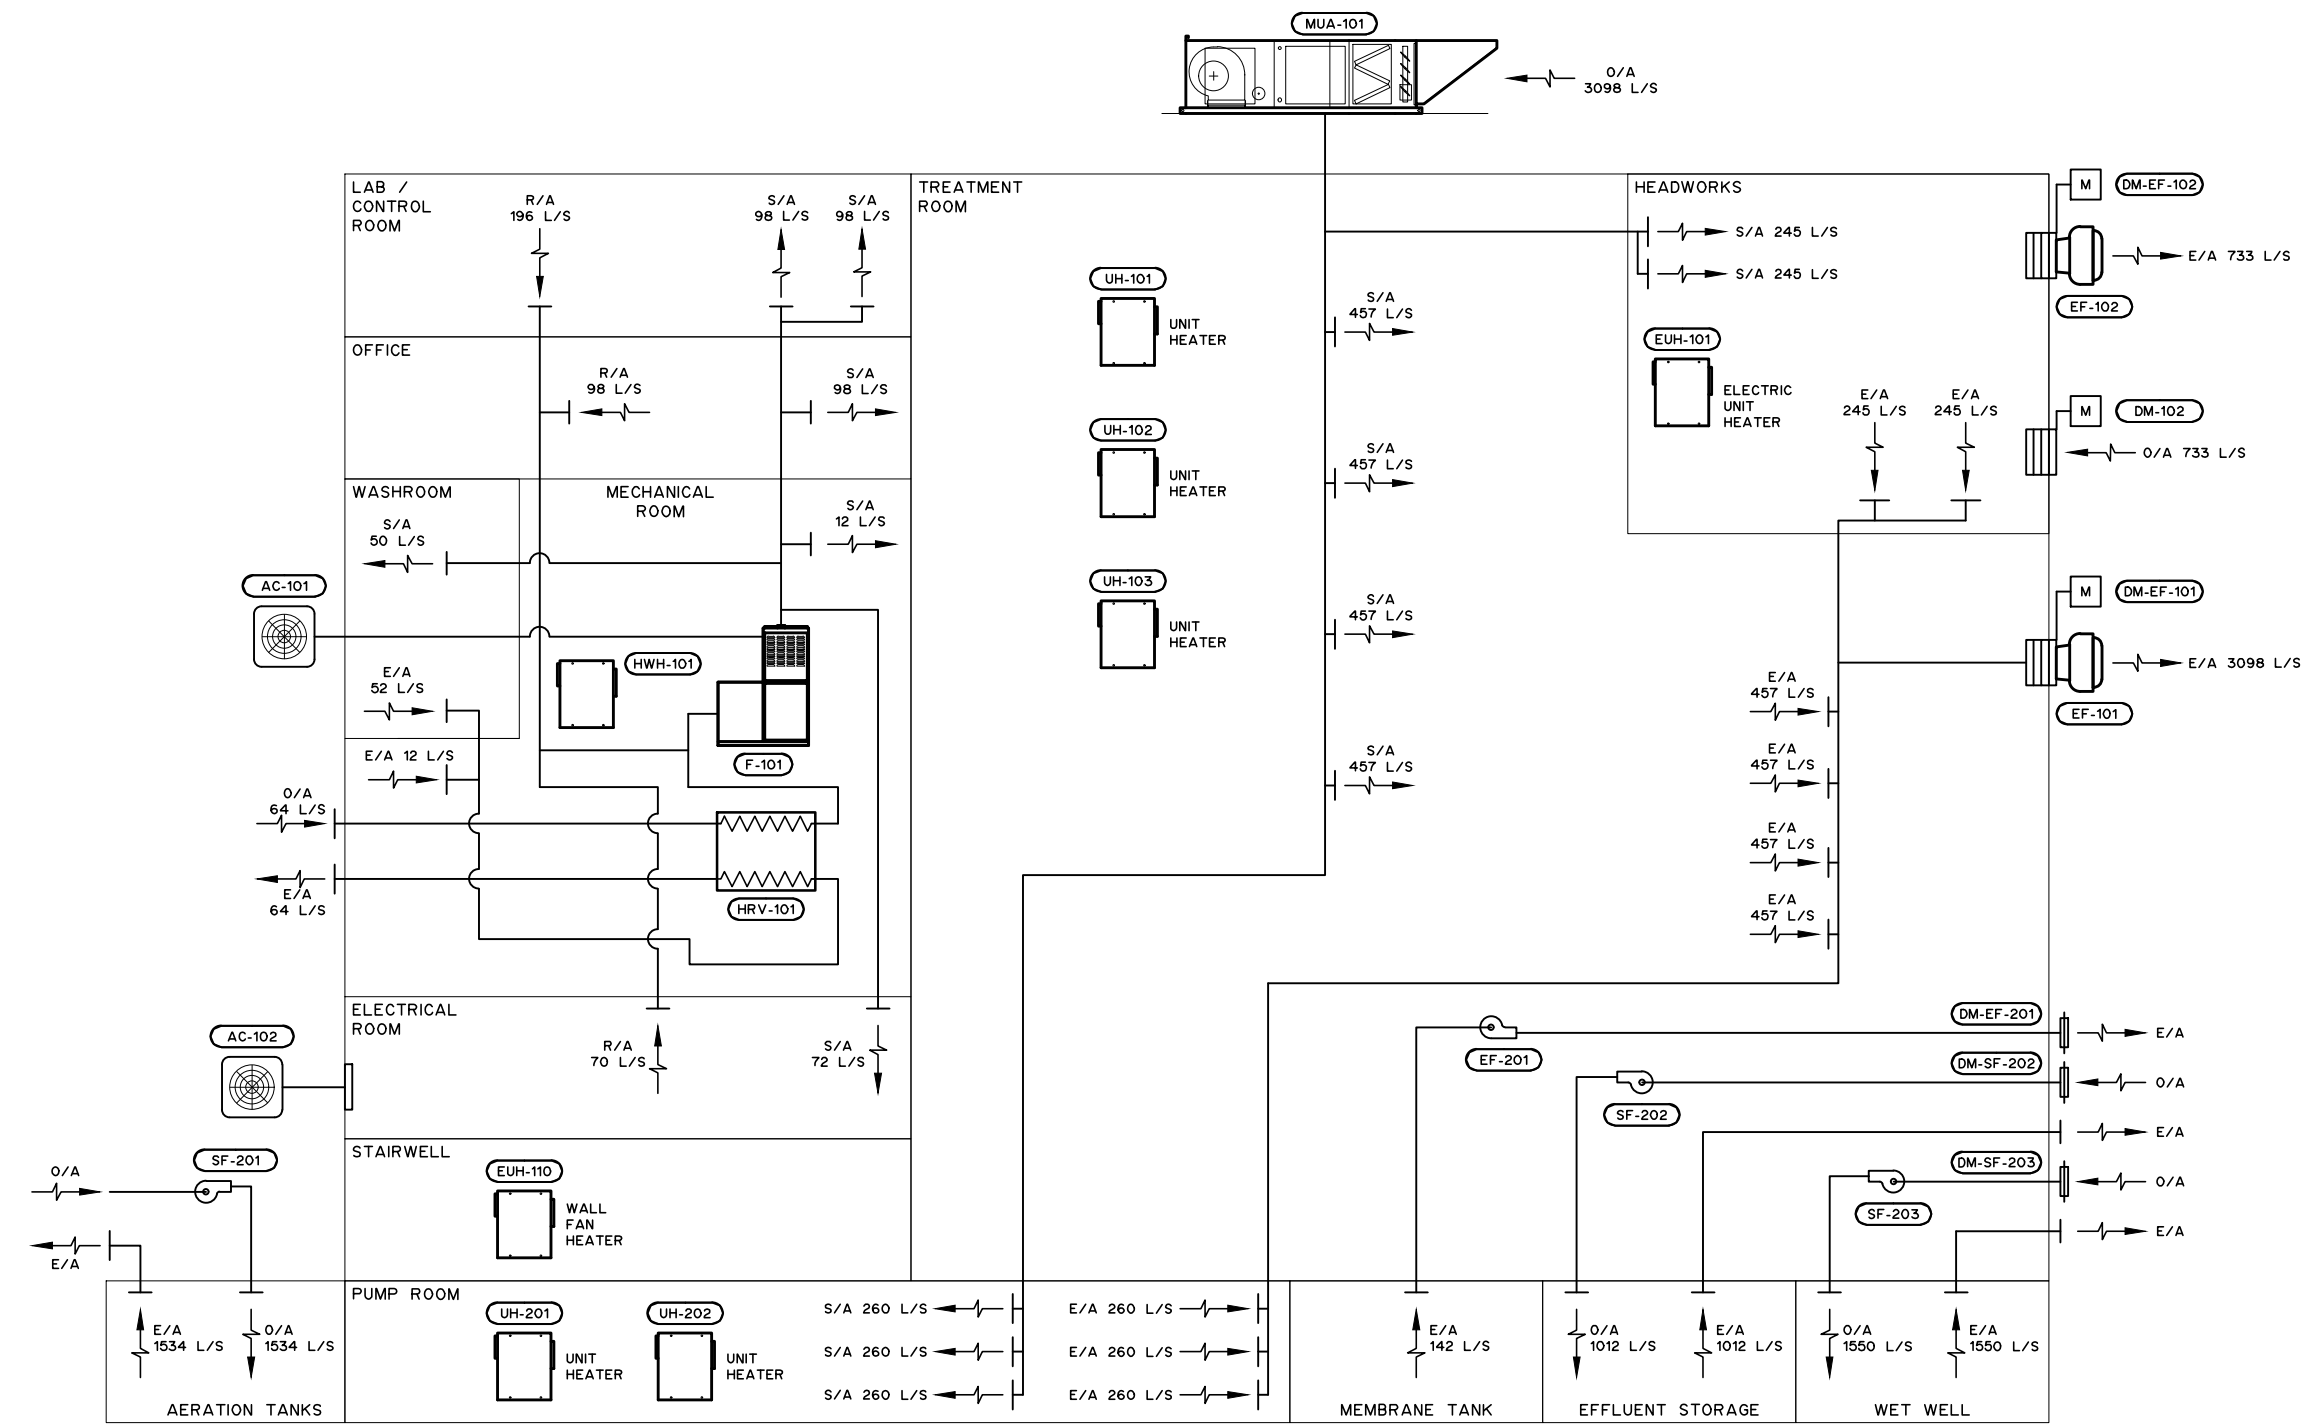 MUA-101
O/A
3098 L/S
LAB /
CONTROL
ROOM
R/A
196 L/S
S/A
98 L/S
S/A
98 L/S
OFFICE
R/A
98 L/S
S/A
98 L/S
WASHROOM
S/A
50 L/S
E/A
52 L/S
MECHANICAL
ROOM
S/A
12 L/S
AC-101
HWH-101
F-101
E/A 12 L/S
O/A
64 L/S
E/A
64 L/S
HRV-101
ELECTRICAL
ROOM
R/A
70 L/S
S/A
72 L/S
AC-102
STAIRWELL
EUH-110
WALL
FAN
HEATER
SF-201
O/A
E/A
E/A
1534 L/S
O/A
1534 L/S
AERATION TANKS
PUMP ROOM
UH-201
UNIT
HEATER
UH-202
UNIT
HEATER
S/A 260 L/S
S/A 260 L/S
S/A 260 L/S
E/A 260 L/S
E/A 260 L/S
E/A 260 L/S
TREATMENT
ROOM
UH-101
UNIT
HEATER
UH-102
UNIT
HEATER
UH-103
UNIT
HEATER
S/A
457 L/S
S/A
457 L/S
S/A
457 L/S
S/A
457 L/S
HEADWORKS
S/A 245 L/S
S/A 245 L/S
EUH-101
ELECTRIC
UNIT
HEATER
E/A
245 L/S
E/A
245 L/S
M
DM-EF-102
E/A 733 L/S
EF-102
M
DM-102
O/A 733 L/S
M
DM-EF-101
E/A 3098 L/S
EF-101
E/A
457 L/S
E/A
457 L/S
E/A
457 L/S
E/A
457 L/S
DM-EF-201
E/A
EF-201
DM-SF-202
O/A
SF-202
E/A
DM-SF-203
O/A
SF-203
E/A
E/A
142 L/S
MEMBRANE TANK
O/A
1012 L/S
E/A
1012 L/S
EFFLUENT STORAGE
O/A
1550 L/S
E/A
1550 L/S
WET WELL